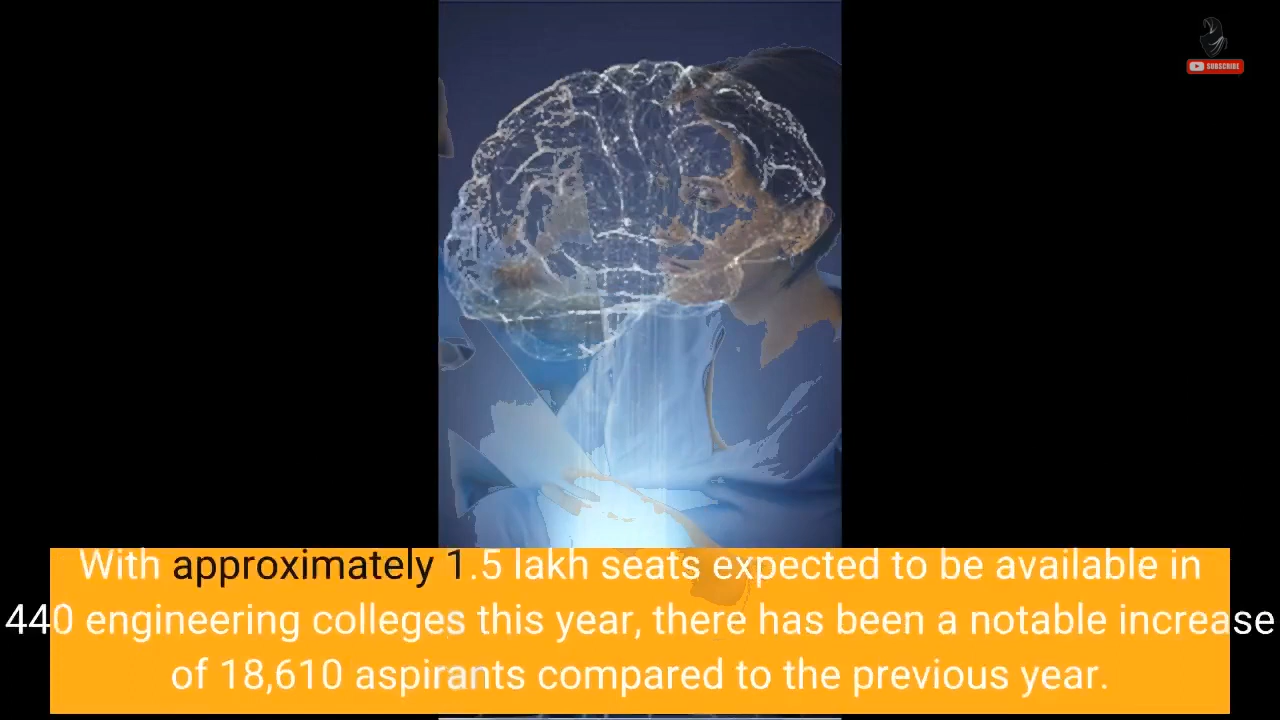 SUBSCRIBE
With approximately 1.5 lakh seats expected to be available in
440 engineering colleges this year, there has been a notable increase
of 18,610 aspirants compared to the previous year.